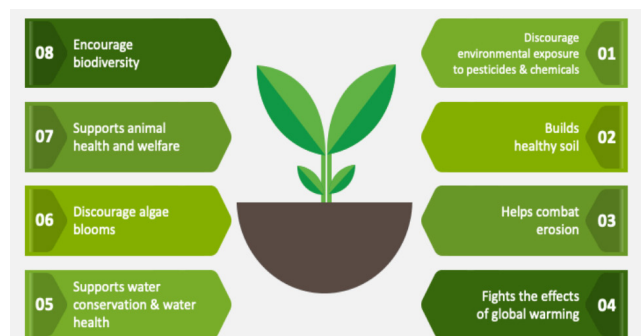 08
Encourage
biodiversity
07
Supports animal
health and welfare
06
Discourage algae
blooms
05
Supports water
conservation & water
health
Discourage
environmental exposure
to pesticides & chemicals
01
Builds
healthy soil
02
Helps combat
erosion
03
Fights the effects
of global warming
04